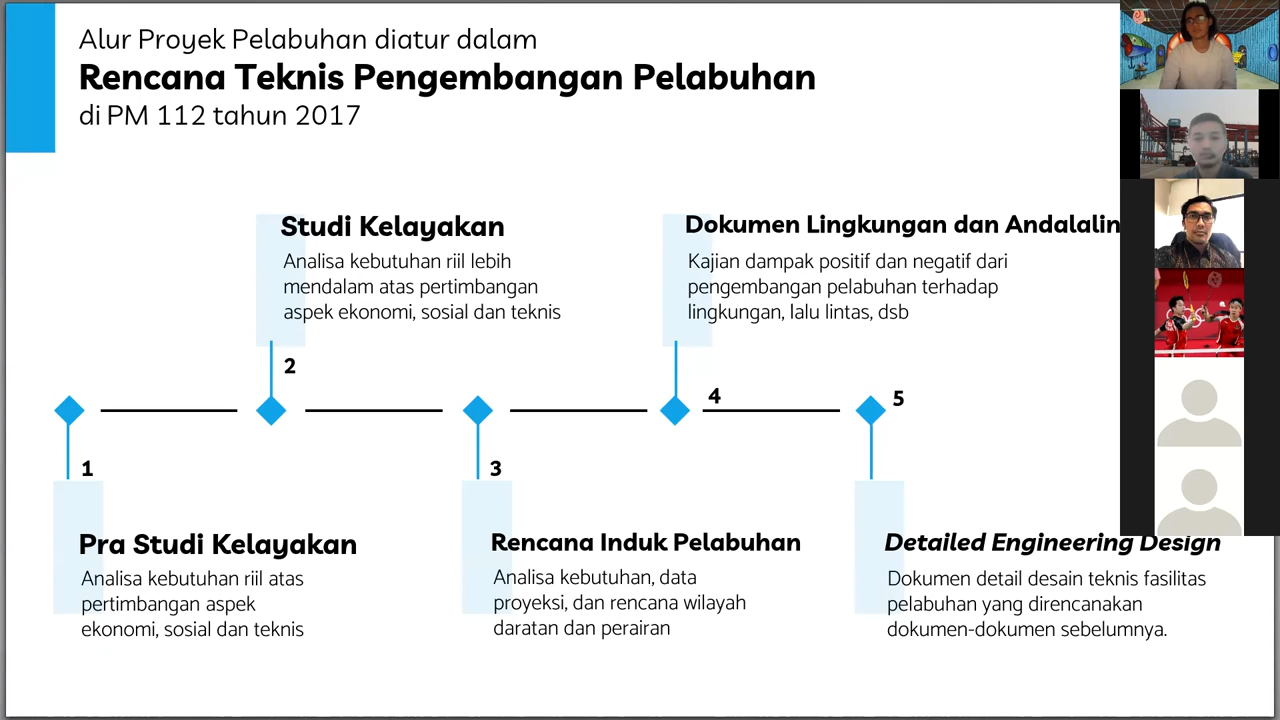 Alur Proyek Pelabuhan diatur dalam
Rencana Teknis Pengembangan Pelabuhan
di PM 112 tahun 2017
Studi Kelayakan
Analisa kebutuhan riil lebih
mendalam atas pertimbangan
aspek ekonomi, sosial dan teknis
2
Dokumen Lingkungan dan Andalalin
Kajian dampak positif dan negatif dari
pengembangan pelabuhan terhadap
lingkungan, lalu lintas, dsb
4
5
1
Pra Studi Kelayakan
Analisa kebutuhan riil atas
pertimbangan aspek
ekonomi, sosial dan teknis
3
Rencana Induk Pelabuhan
Analisa kebutuhan, data
proyeksi, dan rencana wilayah
daratan dan perairan
Detailed Engineering Design
Dokumen detail desain teknis fasilitas
pelabuhan yang direncanakan
dokumen-dokumen sebelumnya.